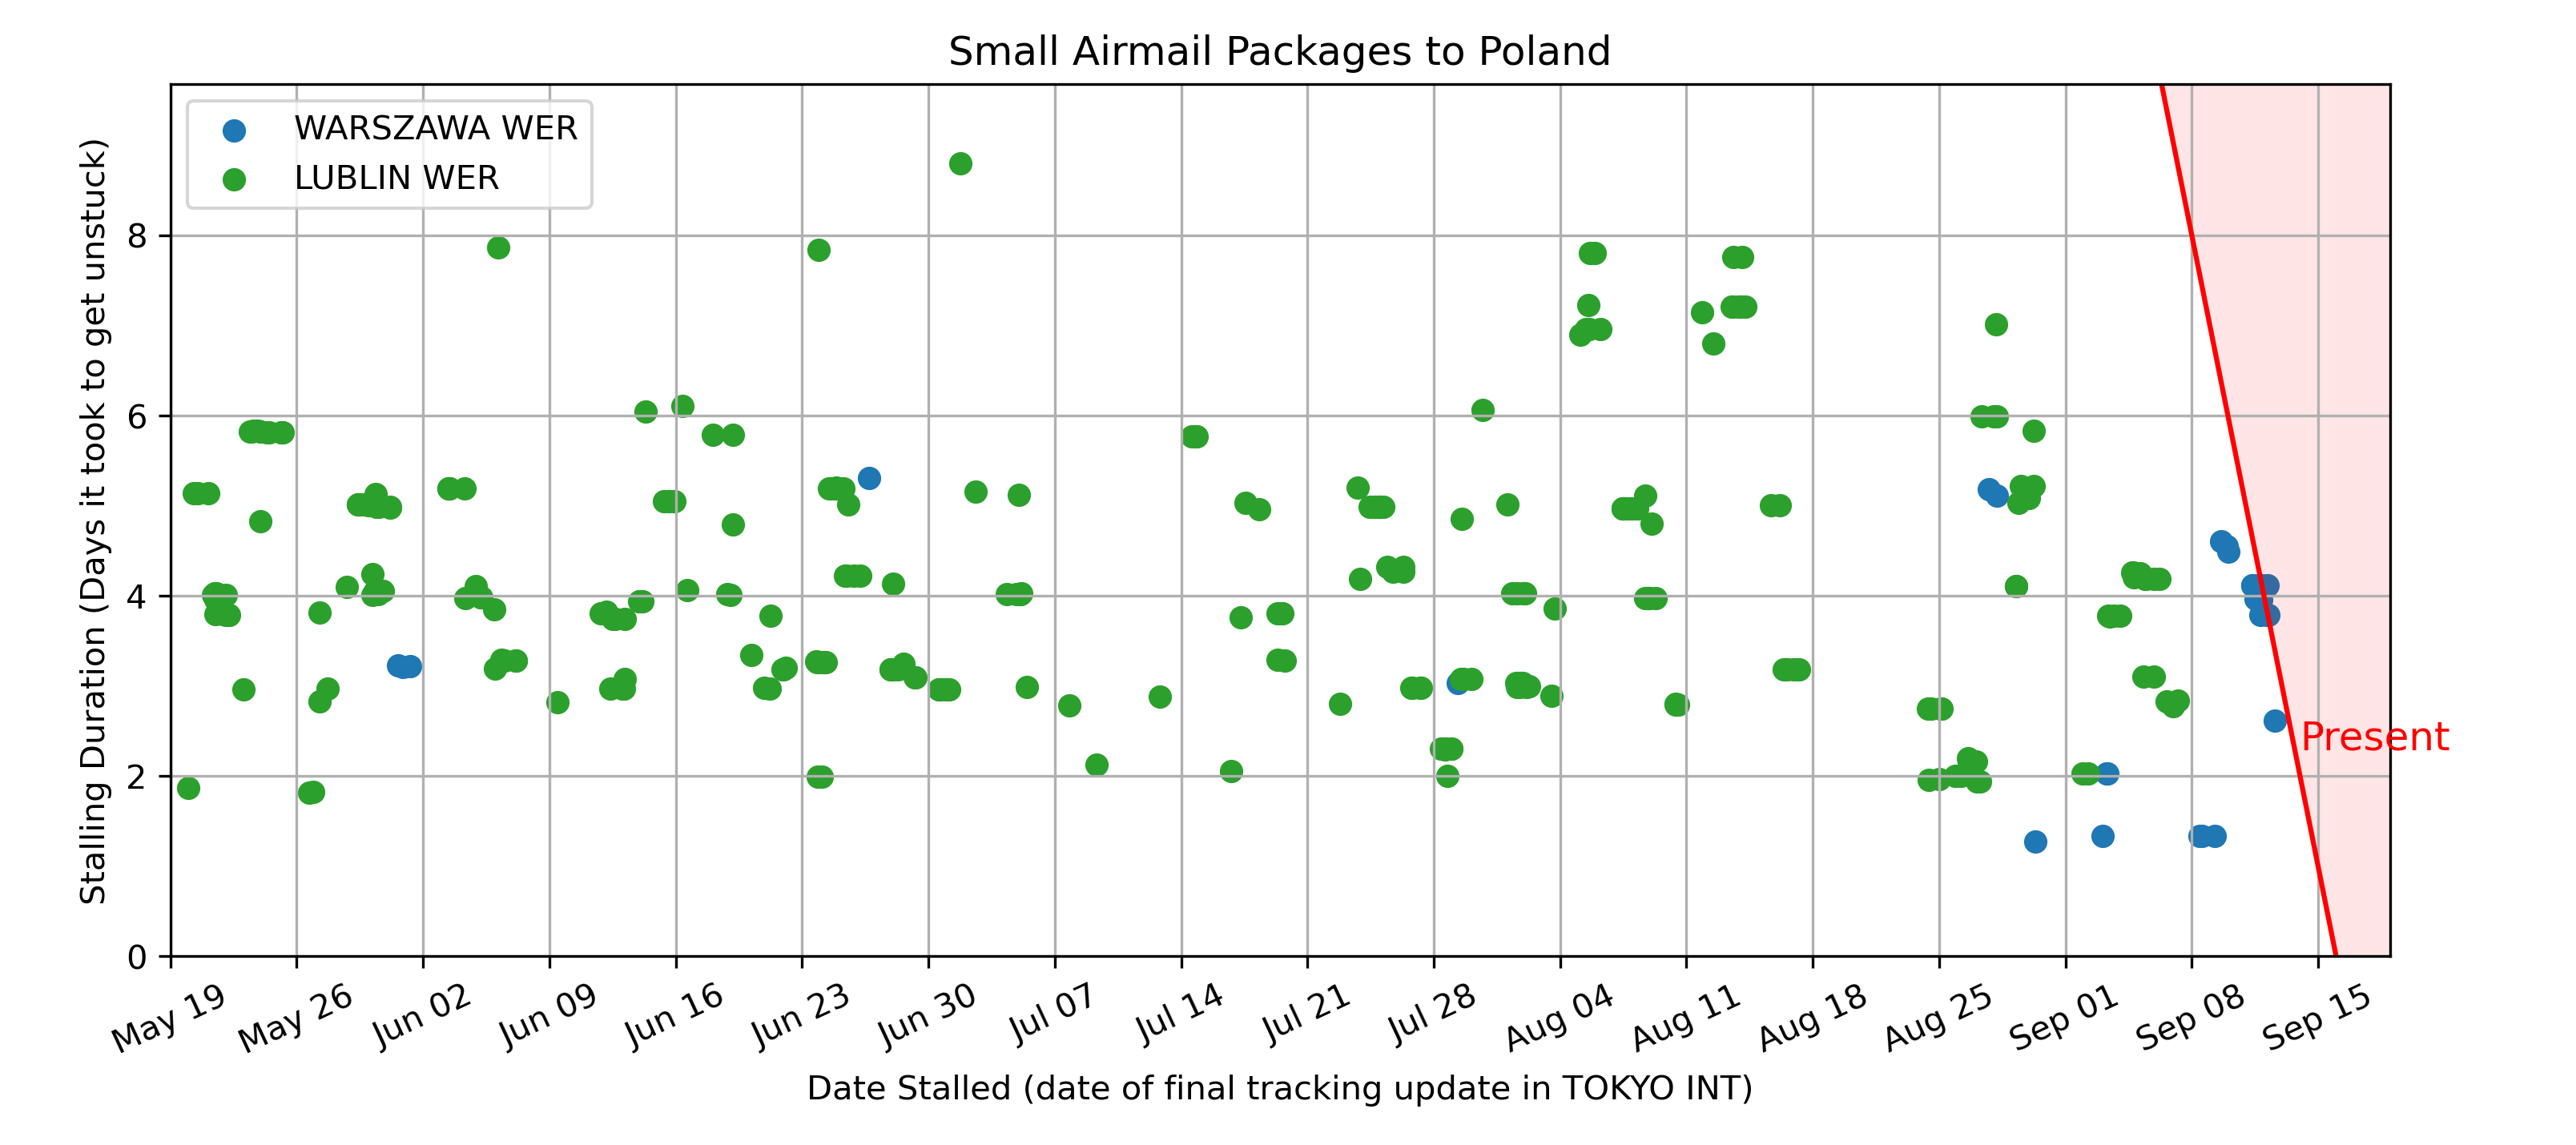 Small Airmail Packages to Poland
WARSZAWA WER
LUBLIN WER
Stalling Duration (Days it took to get unstuck)
8
6
4
2
0
Present
May 19
May 26
Jun 02
Jun 09
Jun 16
Jun 23
Jun 30
Jul 07
Jul 14
Jul 21
Jul 28
Aug 04
Aug 11
Aug 18
Aug 25
Sep 01
Sep 08
Sep 15
Date Stalled (date of final tracking update in TOKYO INT)